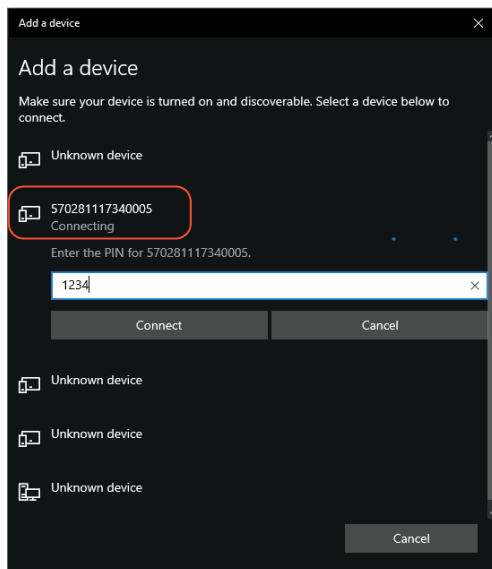 Add a device
Add a device
Make sure your device is turned on and discoverable. Select a device below to
connect.
Unknown device
570281117340005
Connecting
Enter the PIN for 570281117340005.
1234
Connect
Cancel
Unknown device
Unknown device
Unknown device
Cancel